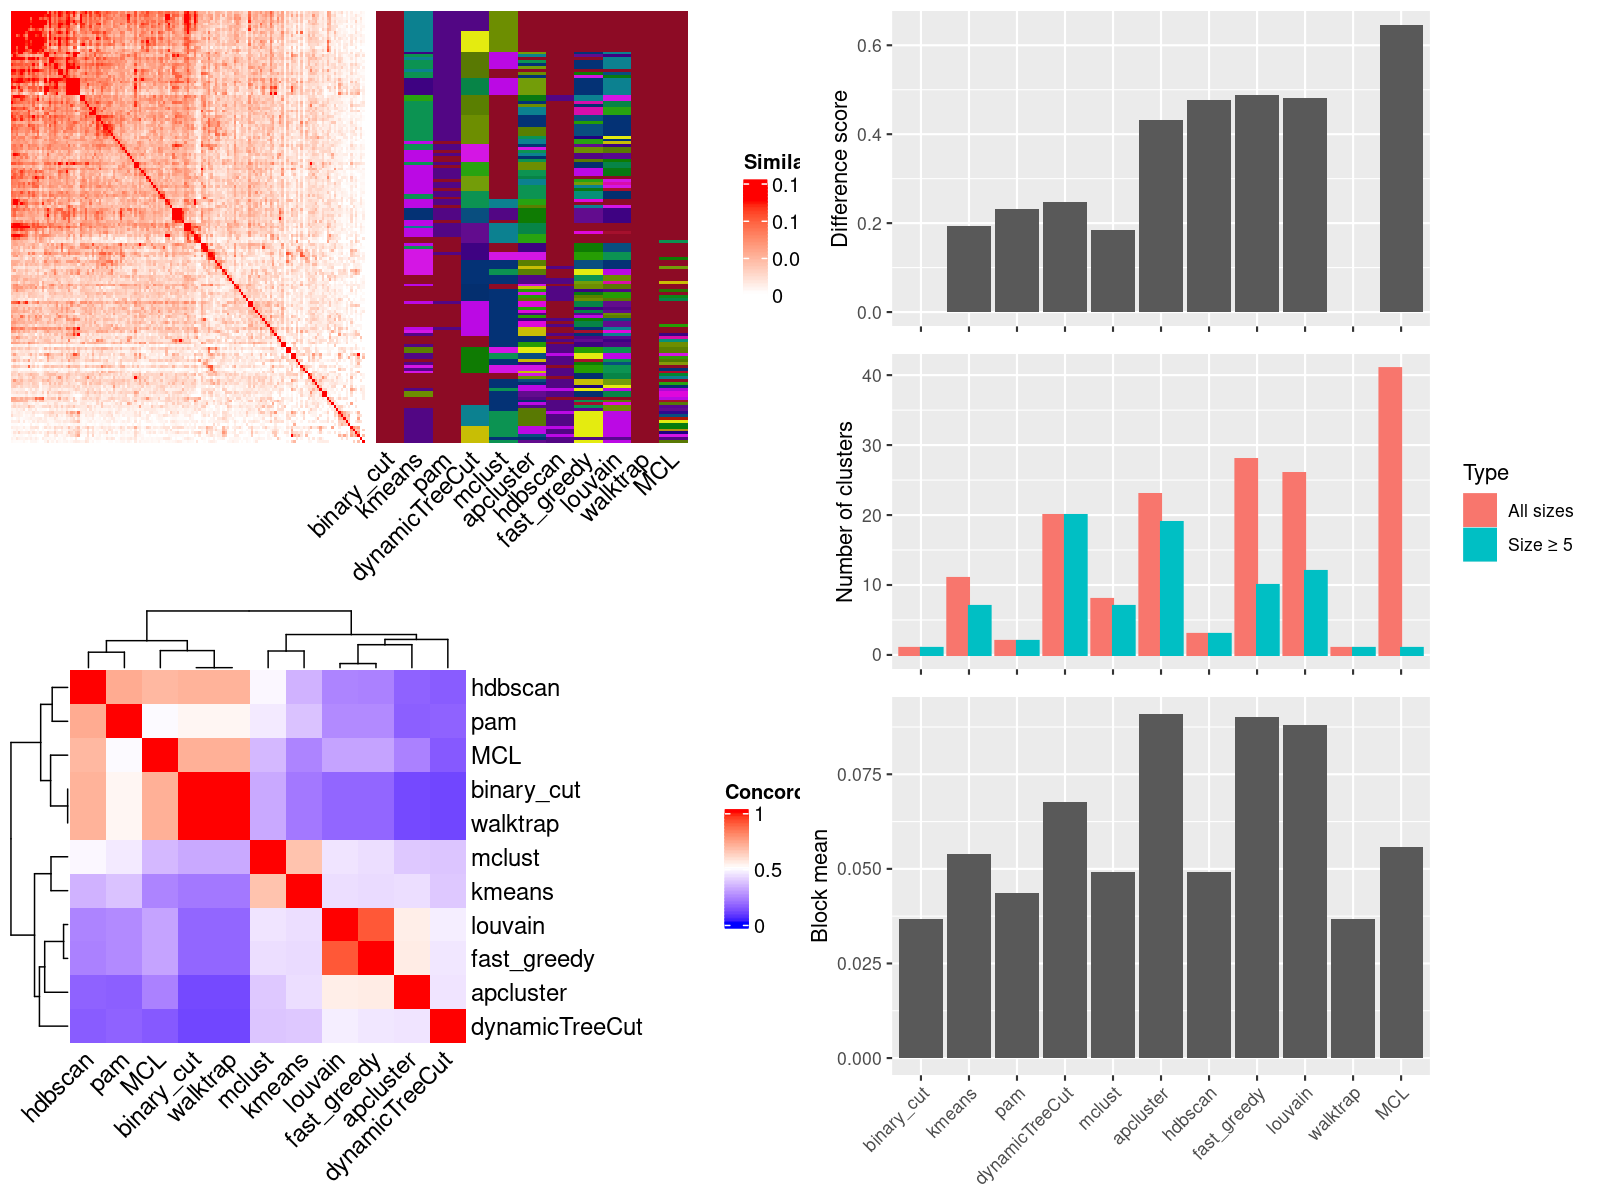 Simila
0.1
0.1
0.0
0
binary_cut
kmeans
pam
dynamicTreeCut
mclust
apcluster
hdbscan
fast_greedy
louvain
walktrap
MCL
hdbscan
pam
MCL
binary_cut
walktrap
mclust
kmeans
louvain
fast_greedy
apcluster
dynamicTreeCut
hdbscan
pam
MCL
binary_cut
walktrap
mclust
kmeans
louvain
fast_greedy
apcluster
dynamicTreeCut
Concord
1
0.5
0
Difference score
0.6
0.4
0.2
0.0
Number of clusters
40
30
20
10
0
Type
All sizes
Size ≥ 5
Block mean
0.075
0.050
0.025
0.000
binary_cut
kmeans
pam
dynamicTreeCut
mclust
apcluster
hdbscan
fast_greedy
louvain
walktrap
MCL